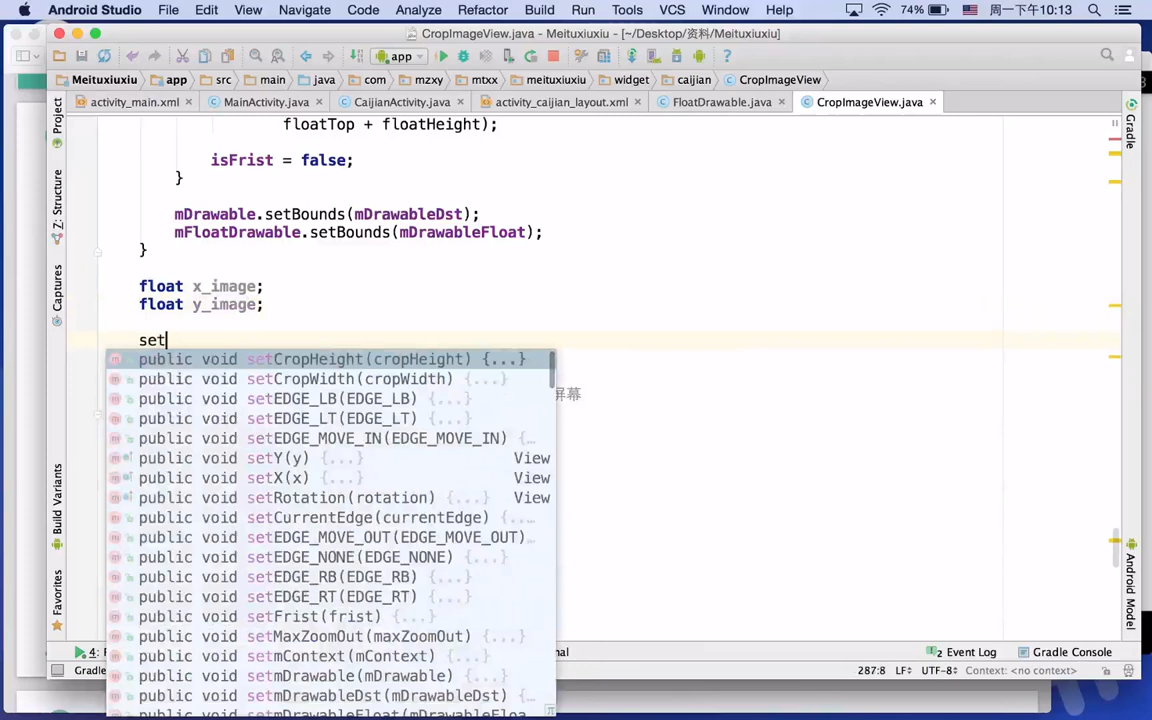 Android Studio File Edit View Navigate Code Analyze Refactor Build Run Tools VCS Window Help 74% 周一下午10:13
CropImageView.java - Meituxiuxiu - [~/Desktop/资料/Meituxiuxiu]
app
Meituxiuxiu app src main java com mzxy mtxx meituxiuxiu widget caijian CropImageView
activity_main.xml MainActivity.java CaijianActivity.java activity_caijian_layout.xml FloatDrawable.java CropImageView.java
Project
Z: Structure
Captures
Build Variants
Favorites
Gradle
Android Model
floatTop + floatHeight);
isFrist = false;
}
mDrawable.setBounds(mDrawableDst);
mFloatDrawable.setBounds(mDrawableFloat);
}
float x_image;
float y_image;
set
public void setCropHeight(cropHeight) {...}
public void setCropWidth(cropWidth) {...}
屏幕
public void setEDGE_LB(EDGE_LB) {...}
public void setEDGE_LT(EDGE_LT) {...}
public void setEDGE_MOVE_IN(EDGE_MOVE_IN) {…
public void setY(y) {...} View
public void setX(x) {...} View
public void setRotation(rotation) {...} View
public void setCurrentEdge(currentEdge) {...
public void setEDGE_MOVE_OUT(EDGE_MOVE_OUT)…
public void setEDGE_NONE(EDGE_NONE) {...}
public void setEDGE_RB(EDGE_RB) {...}
public void setEDGE_RT(EDGE_RT) {...}
public void setFrist(frist) {...}
public void setMaxZoomOut(maxZoomOut) {...}
public void setmContext(mContext) {...}
public void setmDrawable(mDrawable) {...}
public void setmDrawableDst(mDrawableDst) {...}
public void setmDrawableFloat(mDrawableFloa…
4: 2 Event Log Gradle Console
Gradle 287:8 LF UTF-8 Context: <no context>